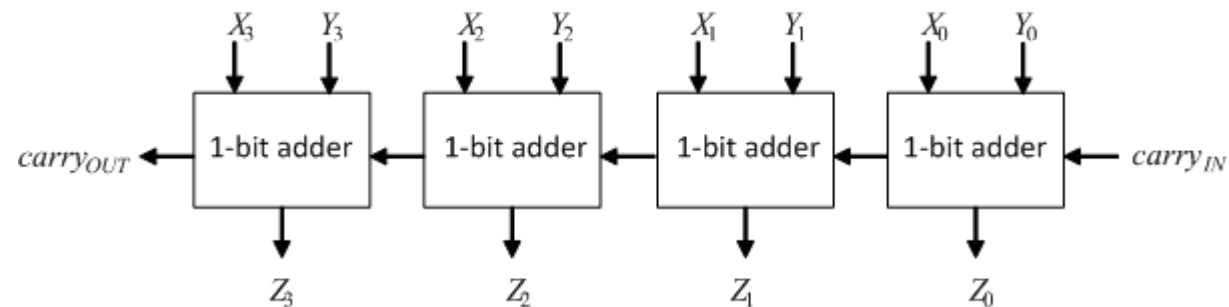 X3 Y3 X2 Y2 X1 Y1 X0 Y0
carryOUT 1-bit adder 1-bit adder 1-bit adder 1-bit adder carryIN
Z3 Z2 Z1 Z0